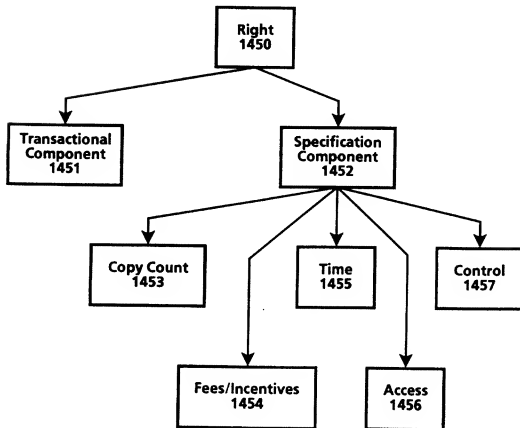 Right
1450
Transactional
Component
1451
Specification
Component
1452
Copy Count
1453
Time
1455
Control
1457
Fees/Incentives
1454
Access
1456